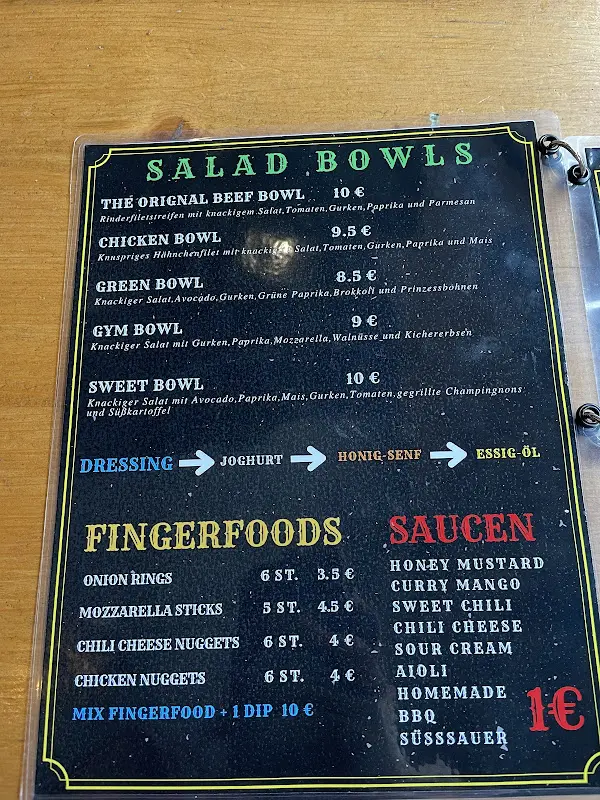 SALAD BOWLS
THE ORIGNAL BEEF BOWL 10 €
Rinderfiletstreifen mit knackigem Salat,Tomaten,Gurken,Paprika und Parmesan
CHICKEN BOWL 9.5 €
Knuspriges Hähnchenfilet mit knackigem Salat,Tomaten,Gurken,Paprika und Mais
GREEN BOWL 8.5 €
Knackiger Salat,Avocado,Gurken,Grüne Paprika,Brokkoli und Prinzessbohnen
GYM BOWL 9 €
Knackiger Salat mit Gurken,Paprika,Mozzarella,Walnüsse und Kichererbsen
SWEET BOWL 10 €
Knackiger Salat mit Avocado,Paprika,Mais,Gurken,Tomaten,gegrillte Champingnons
und Süßkartoffel
DRESSING JOGHURT HONIG-SENF ESSIG-ÖL
FINGERFOODS
ONION RINGS 6 ST. 3.5 €
MOZZARELLA STICKS 5 ST. 4.5 €
CHILI CHEESE NUGGETS 6 ST. 4 €
CHICKEN NUGGETS 6 ST. 4 €
MIX FINGERFOOD + 1 DIP 10 €
SAUCEN
HONEY MUSTARD
CURRY MANGO
SWEET CHILI
CHILI CHEESE
SOUR CREAM
AIOLI
HOMEMADE
BBQ
SÜSSSAUER
1€